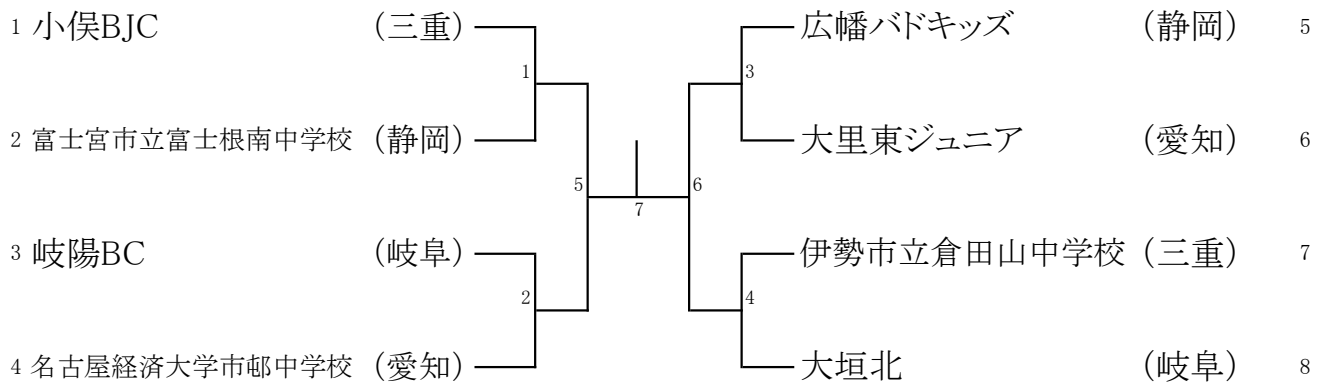 1 小俣BJC (三重)
広幡バドキッズ (静岡) 5
1
3
2 富士宮市立富士根南中学校 (静岡)
大里東ジュニア (愛知) 6
5
6
7
3 岐陽BC (岐阜)
伊勢市立倉田山中学校 (三重) 7
2
4
4 名古屋経済大学市邨中学校 (愛知)
大垣北 (岐阜) 8